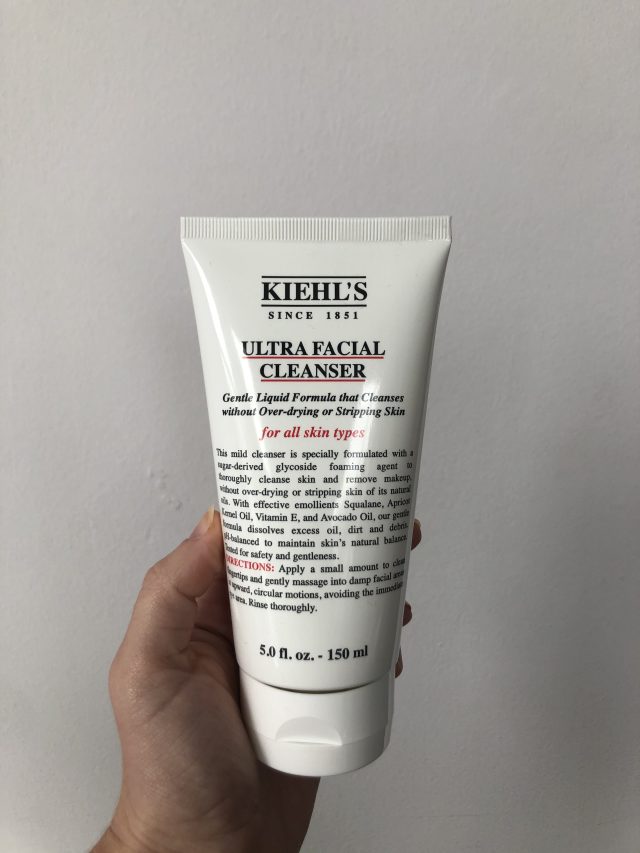 KIEHL'S
SINCE 1851
ULTRA FACIAL
CLEANSER
Gentle Liquid Formula that Cleanses
without Over-drying or Stripping Skin
for all skin types
This mild cleanser is specially formulated with a
sugar-derived glycoside foaming agent to
thoroughly cleanse skin and remove makeup,
without over-drying or stripping skin of its natural
oils. With effective emollients Squalane, Apricot
Kernel Oil, Vitamin E, and Avocado Oil, our gentle
formula dissolves excess oil, dirt and debris.
pH-balanced to maintain skin's natural balance.
Tested for safety and gentleness.
DIRECTIONS: Apply a small amount to clean
fingertips and gently massage into damp facial area
upward, circular motions, avoiding the immediate
eye area. Rinse thoroughly.
5.0 fl. oz. - 150 ml